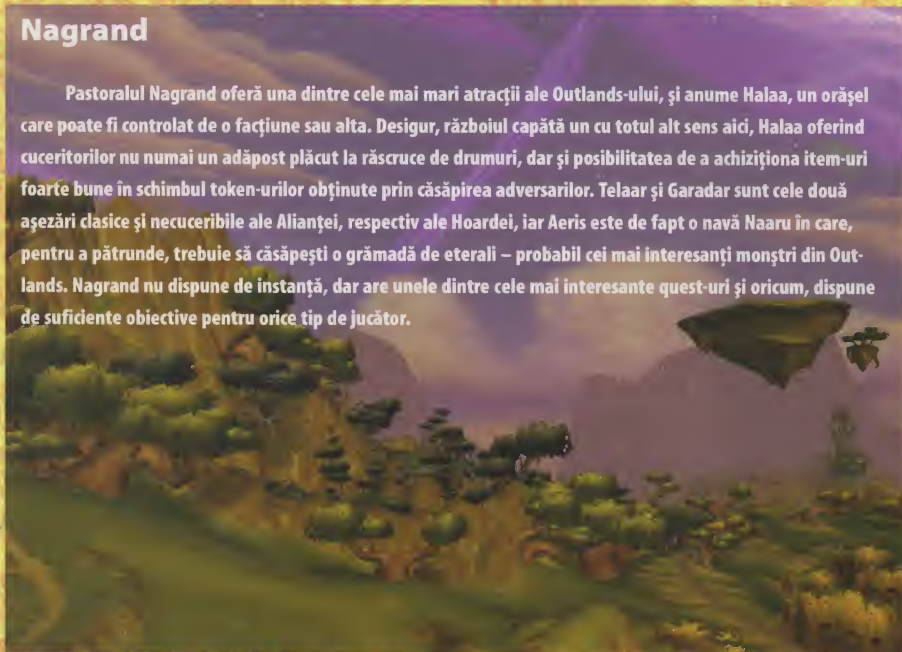 Nagrand
Pastoralul Nagrand oferă una dintre cele mai mari atracţii ale Outlands-ului, şi anume Halaa, un orăşel
care poate fi controlat de o facţiune sau alta. Desigur, războiul capătă un cu totul alt sens aici, Halaa oferind
cuceritorilor nu numai un adăpost plăcut la răscruce de drumuri, dar şi posibilitatea de a achiziţiona item-uri
foarte bune în schimbul token-urilor obţinute prin căsăpirea adversarilor. Telaar şi Garadar sunt cele două
aşezări clasice şi necuceribile ale Alianţei, respectiv ale Hoardei, iar Aeris este de fapt o navă Naaru în care,
pentru a pătrunde, trebuie să căsăpeşti o grămadă de eterali – probabil cei mai interesanţi monştri din Out-
lands. Nagrand nu dispune de instanţă, dar are unele dintre cele mai interesante quest-uri şi oricum, dispune
de suficiente obiective pentru orice tip de jucător.